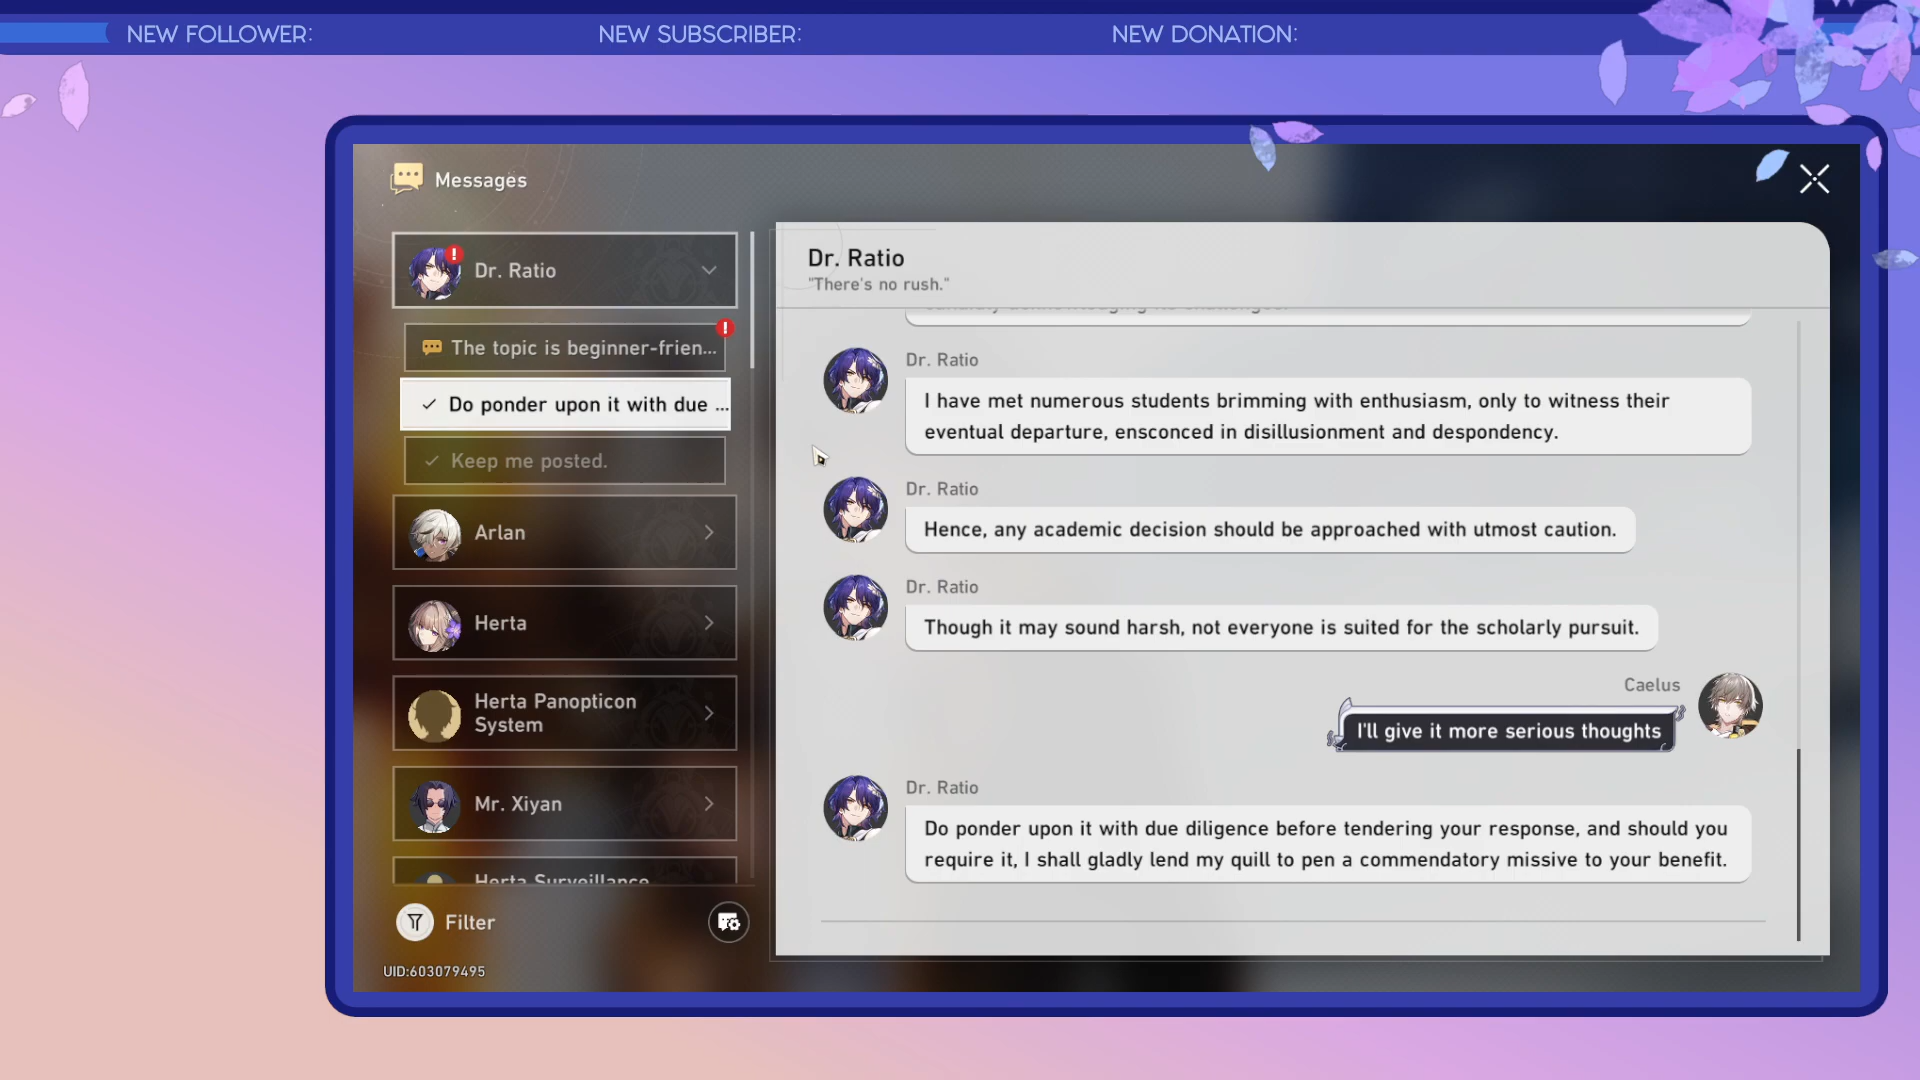 NEW FOLLOWER:
NEW SUBSCRIBER:
NEW DONATION:
Messages
Dr. Ratio
The topic is beginner-frien...
Do ponder upon it with due ...
Keep me posted.
Arlan
Herta
Herta Panopticon
System
Mr. Xiyan
Herta Surveillance
Filter
UID:603079495
Dr. Ratio
"There's no rush."
Dr. Ratio
I have met numerous students brimming with enthusiasm, only to witness their
eventual departure, ensconced in disillusionment and despondency.
Dr. Ratio
Hence, any academic decision should be approached with utmost caution.
Dr. Ratio
Though it may sound harsh, not everyone is suited for the scholarly pursuit.
Caelus
I'll give it more serious thoughts
Dr. Ratio
Do ponder upon it with due diligence before tendering your response, and should you
require it, I shall gladly lend my quill to pen a commendatory missive to your benefit.